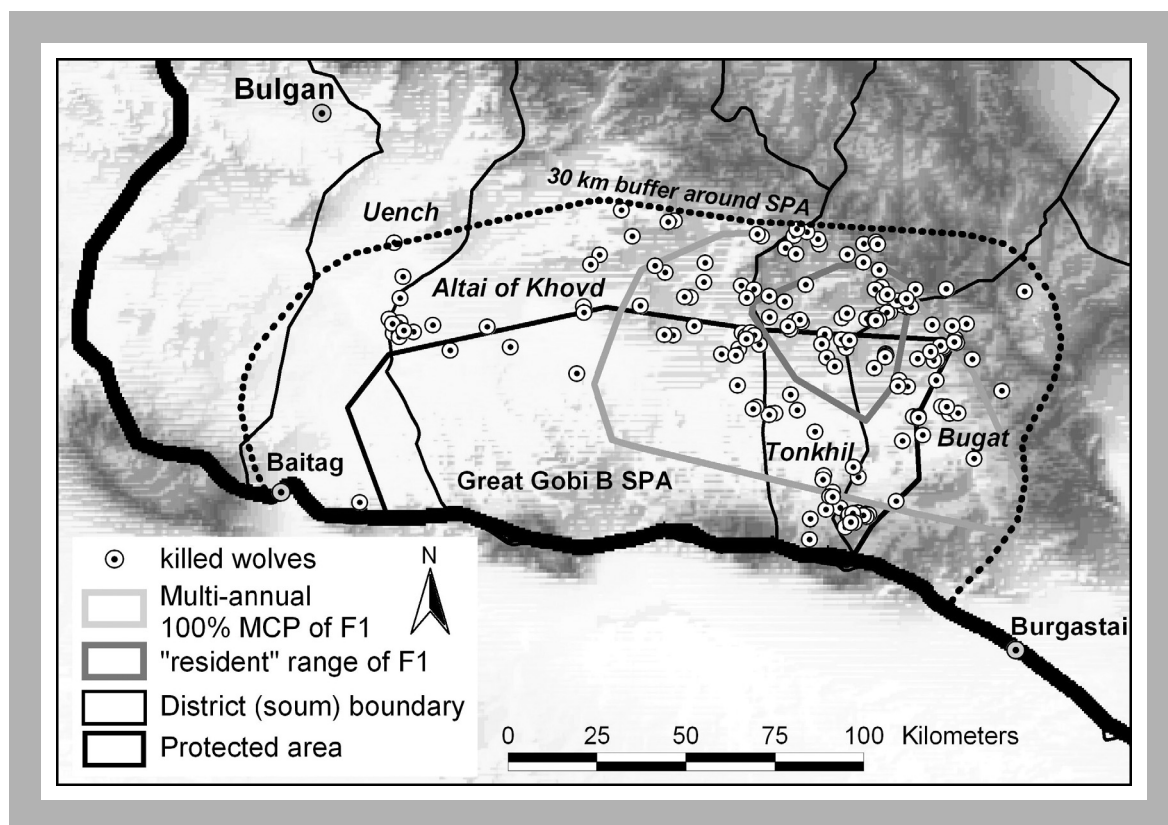 Bulgan
30 km buffer around SPA
Uench
Altai of Khovd
Tonkhil
Bugat
Baitag
Great Gobi B SPA
killed wolves
N
Multi-annual
100% MCP of F1
"resident" range of F1
Burgastai
District (soum) boundary
Protected area
0 25 50 75 100 Kilometers